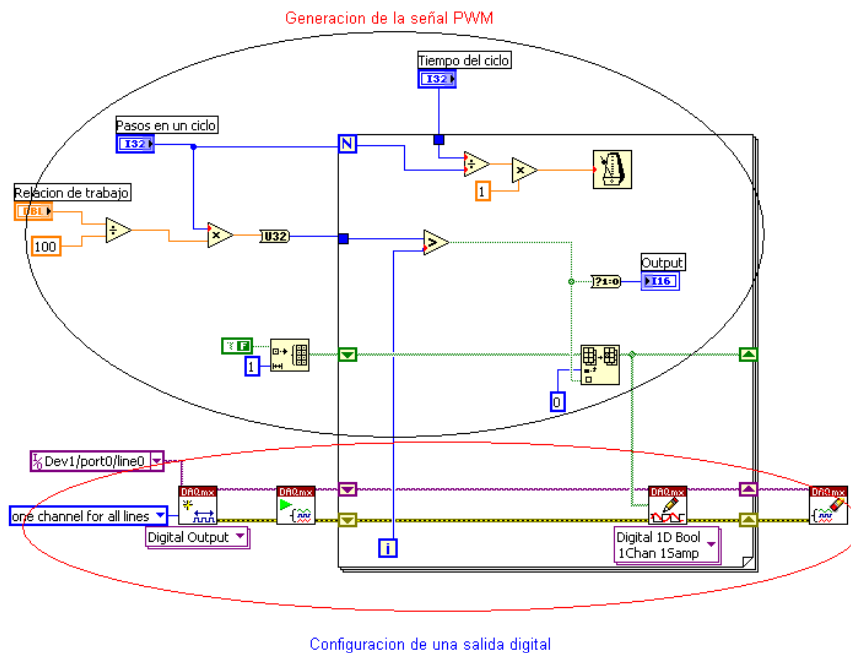 Generacion de la señal PWM
Tiempo del ciclo
I32
Pasos en un ciclo
I32
N
Relacion de trabajo
DBL
÷
×
1
÷
100
×
U32
>
Output
?1:0
I16
F
1
0
I/O Dev1/port0/line0
DAQmx
DAQmx
DAQmx
DAQmx
one channel for all lines
Digital Output
Digital 1D Bool
1Chan 1Samp
i
Configuracion de una salida digital